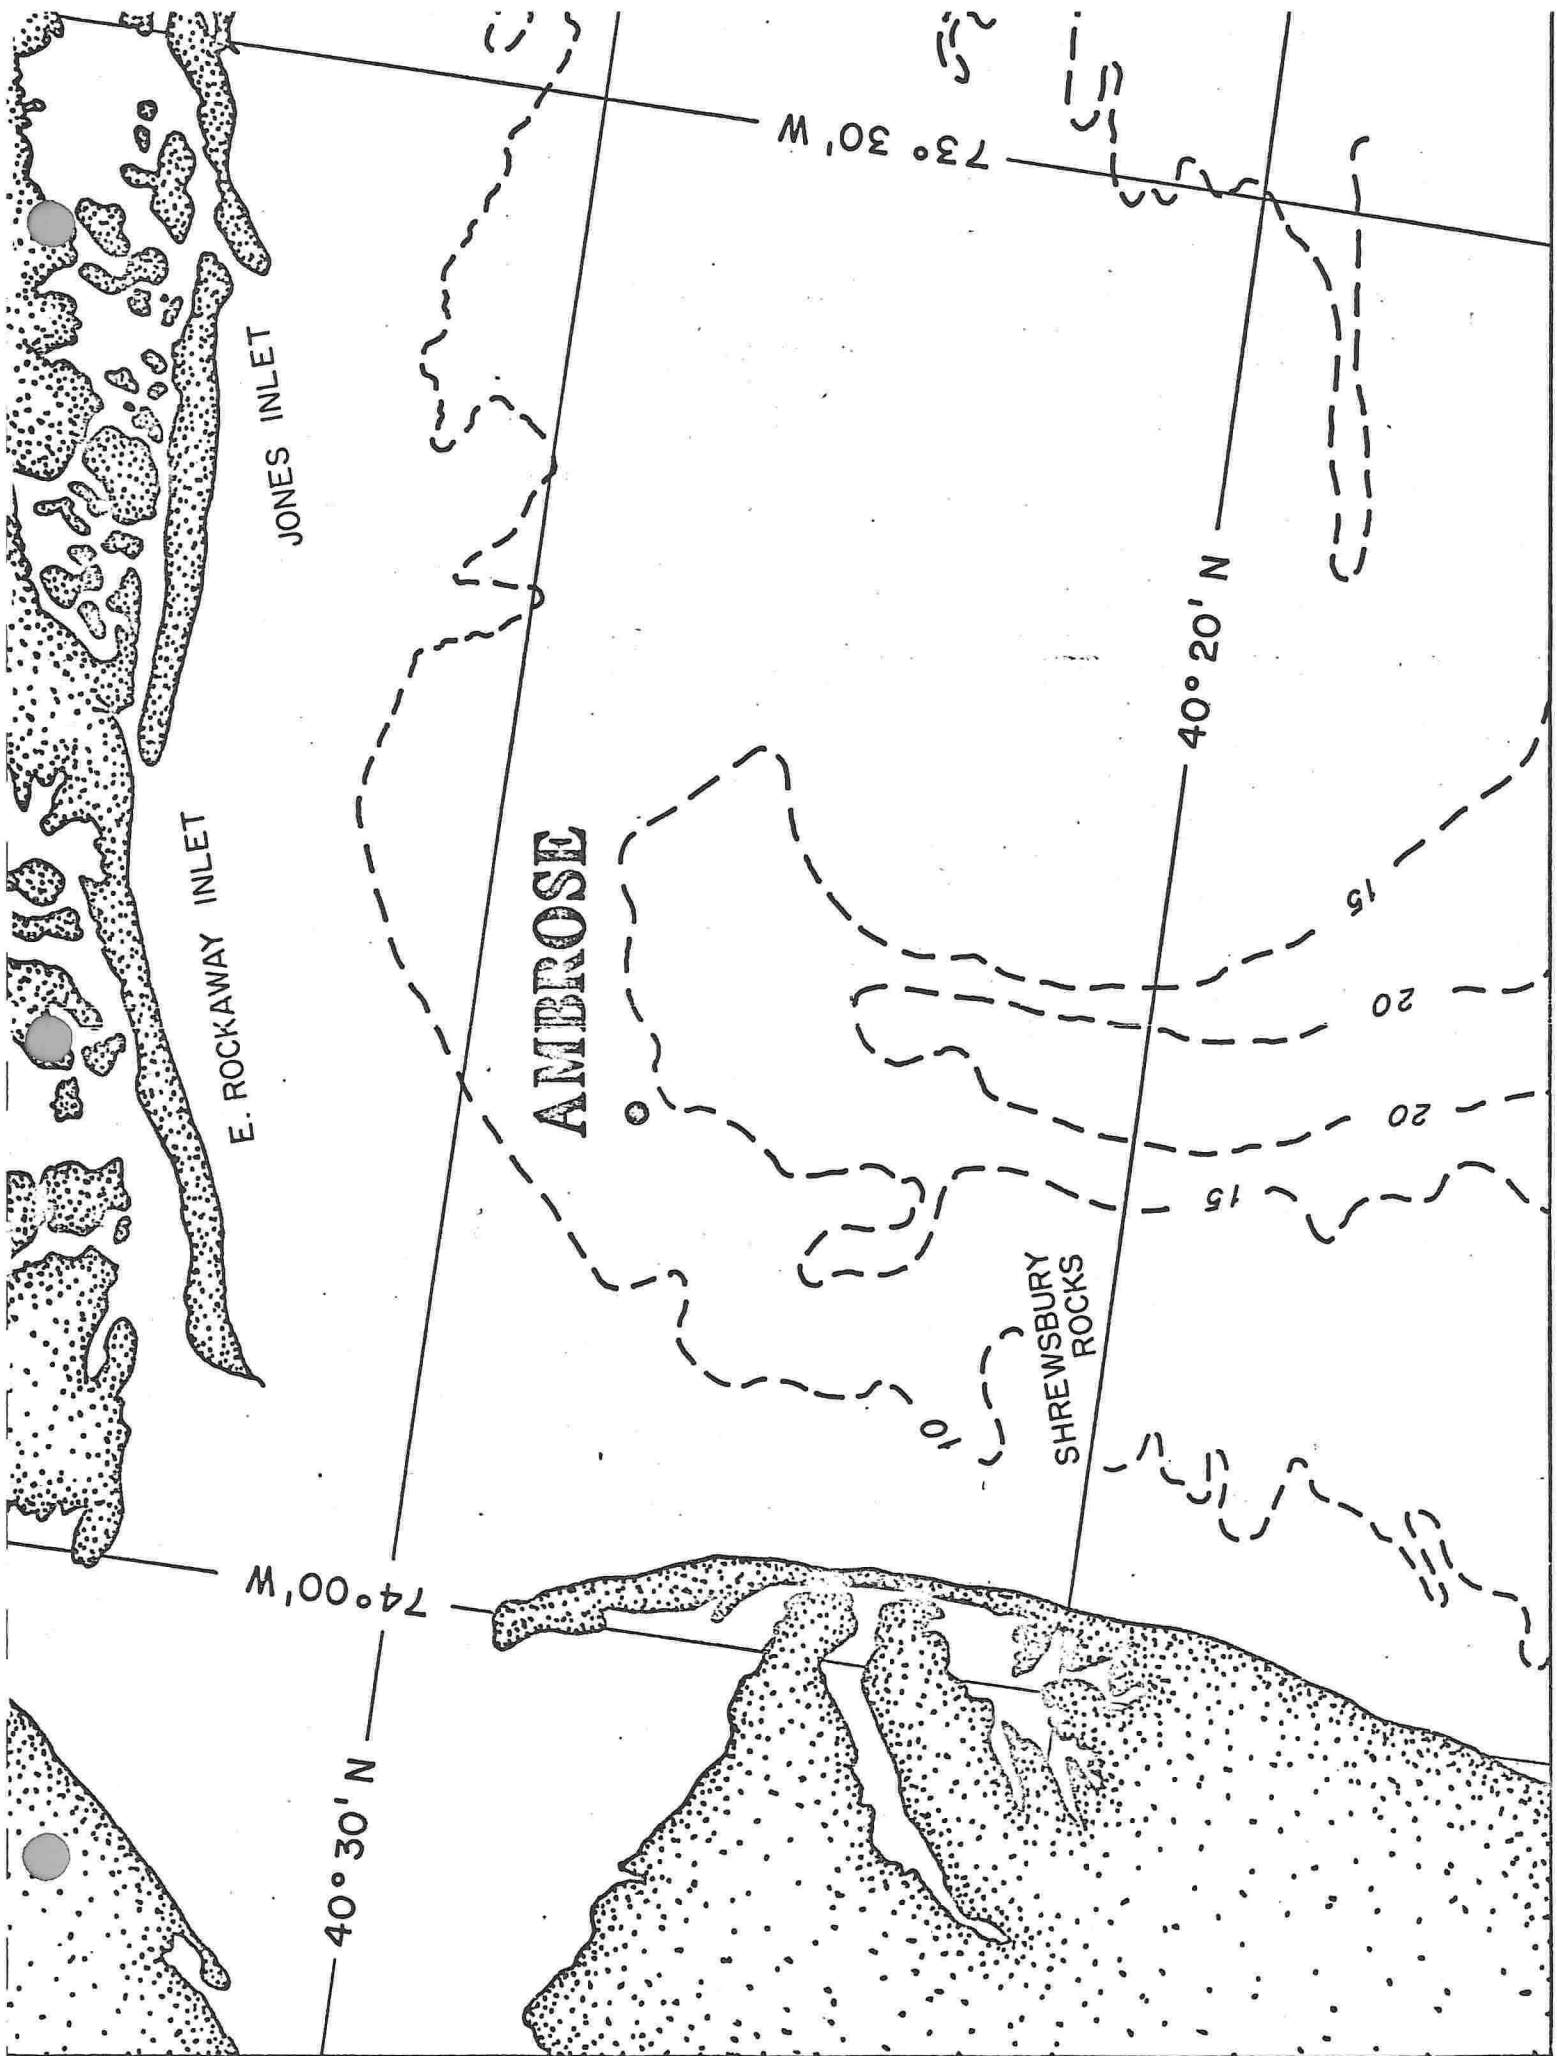 JONES INLET
E. ROCKAWAY INLET
AMBROSE
73° 30' W
74° 00' W
40° 30' N
40° 20' N
SHREWSBURY
ROCKS
10
15
15
20
20